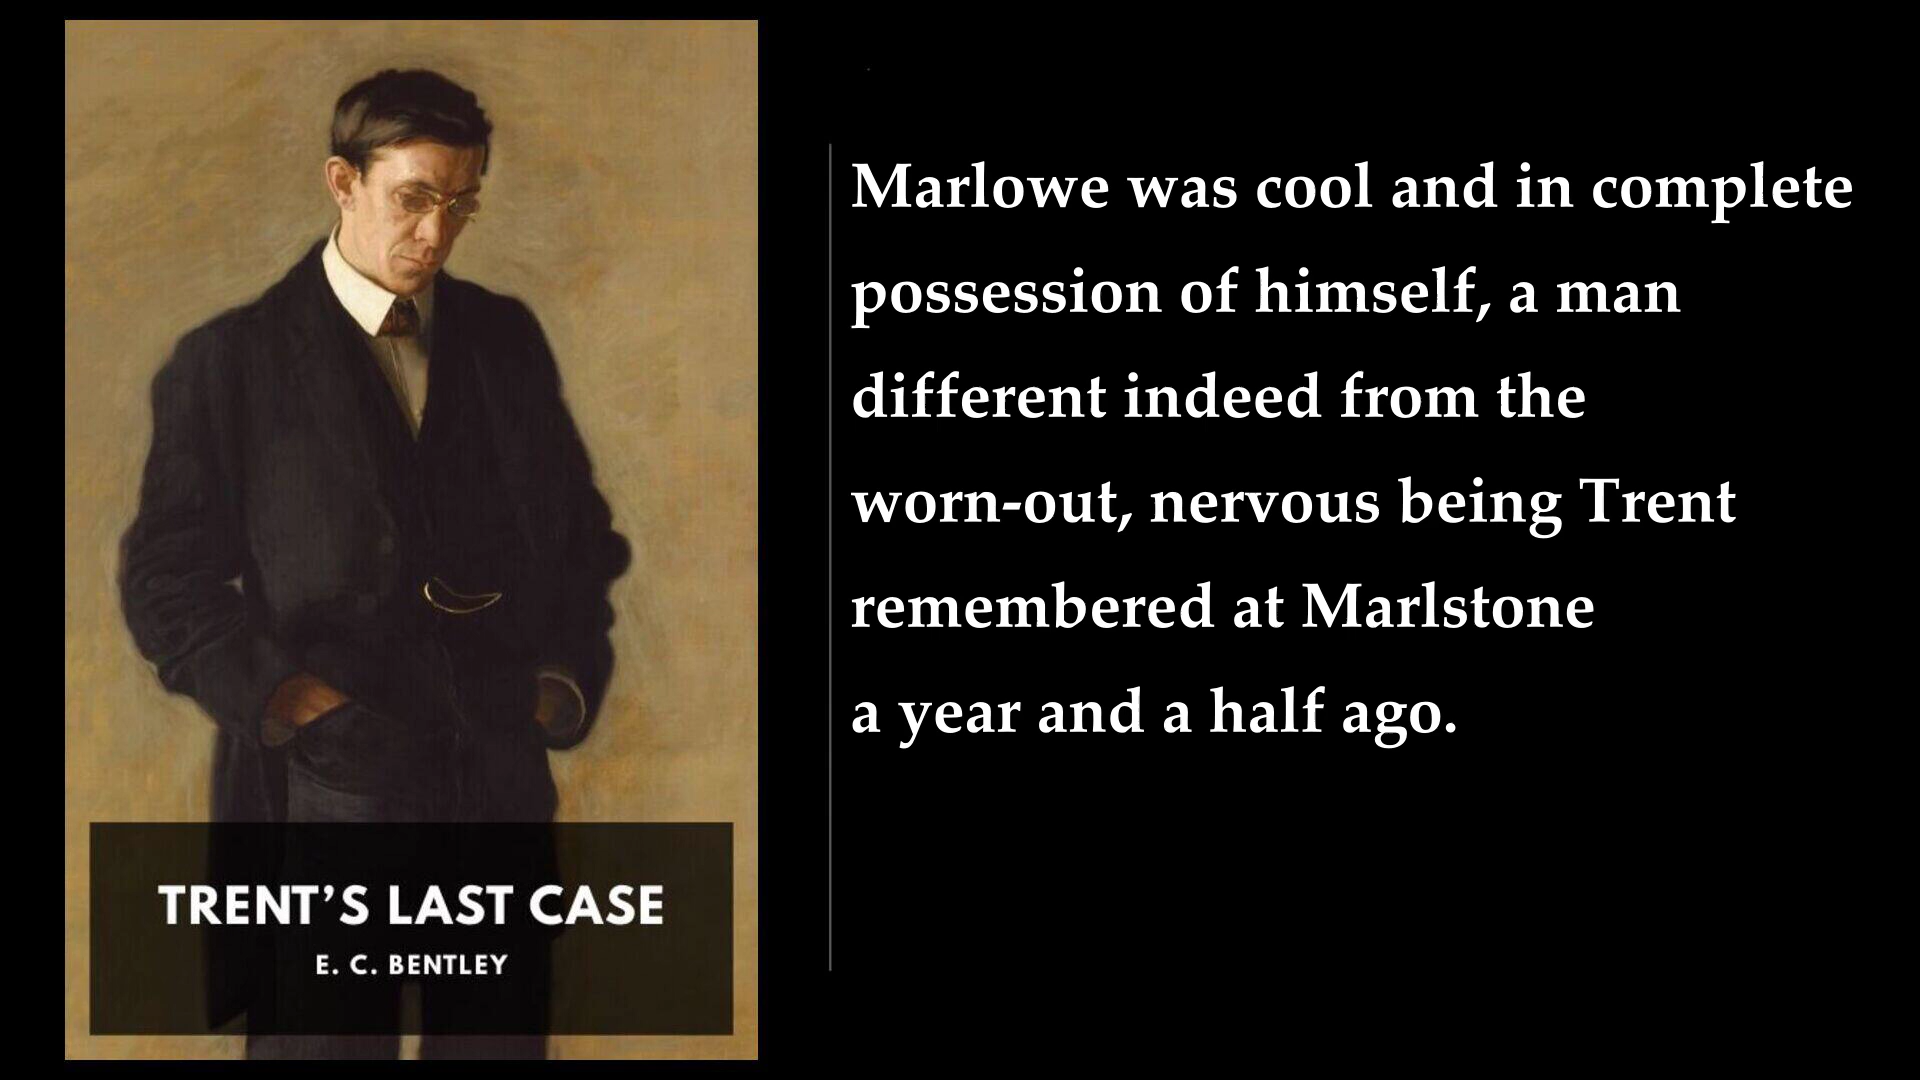 TRENT’S LAST CASE
E. C. BENTLEY
Marlowe was cool and in complete
possession of himself, a man
different indeed from the
worn-out, nervous being Trent
remembered at Marlstone
a year and a half ago.